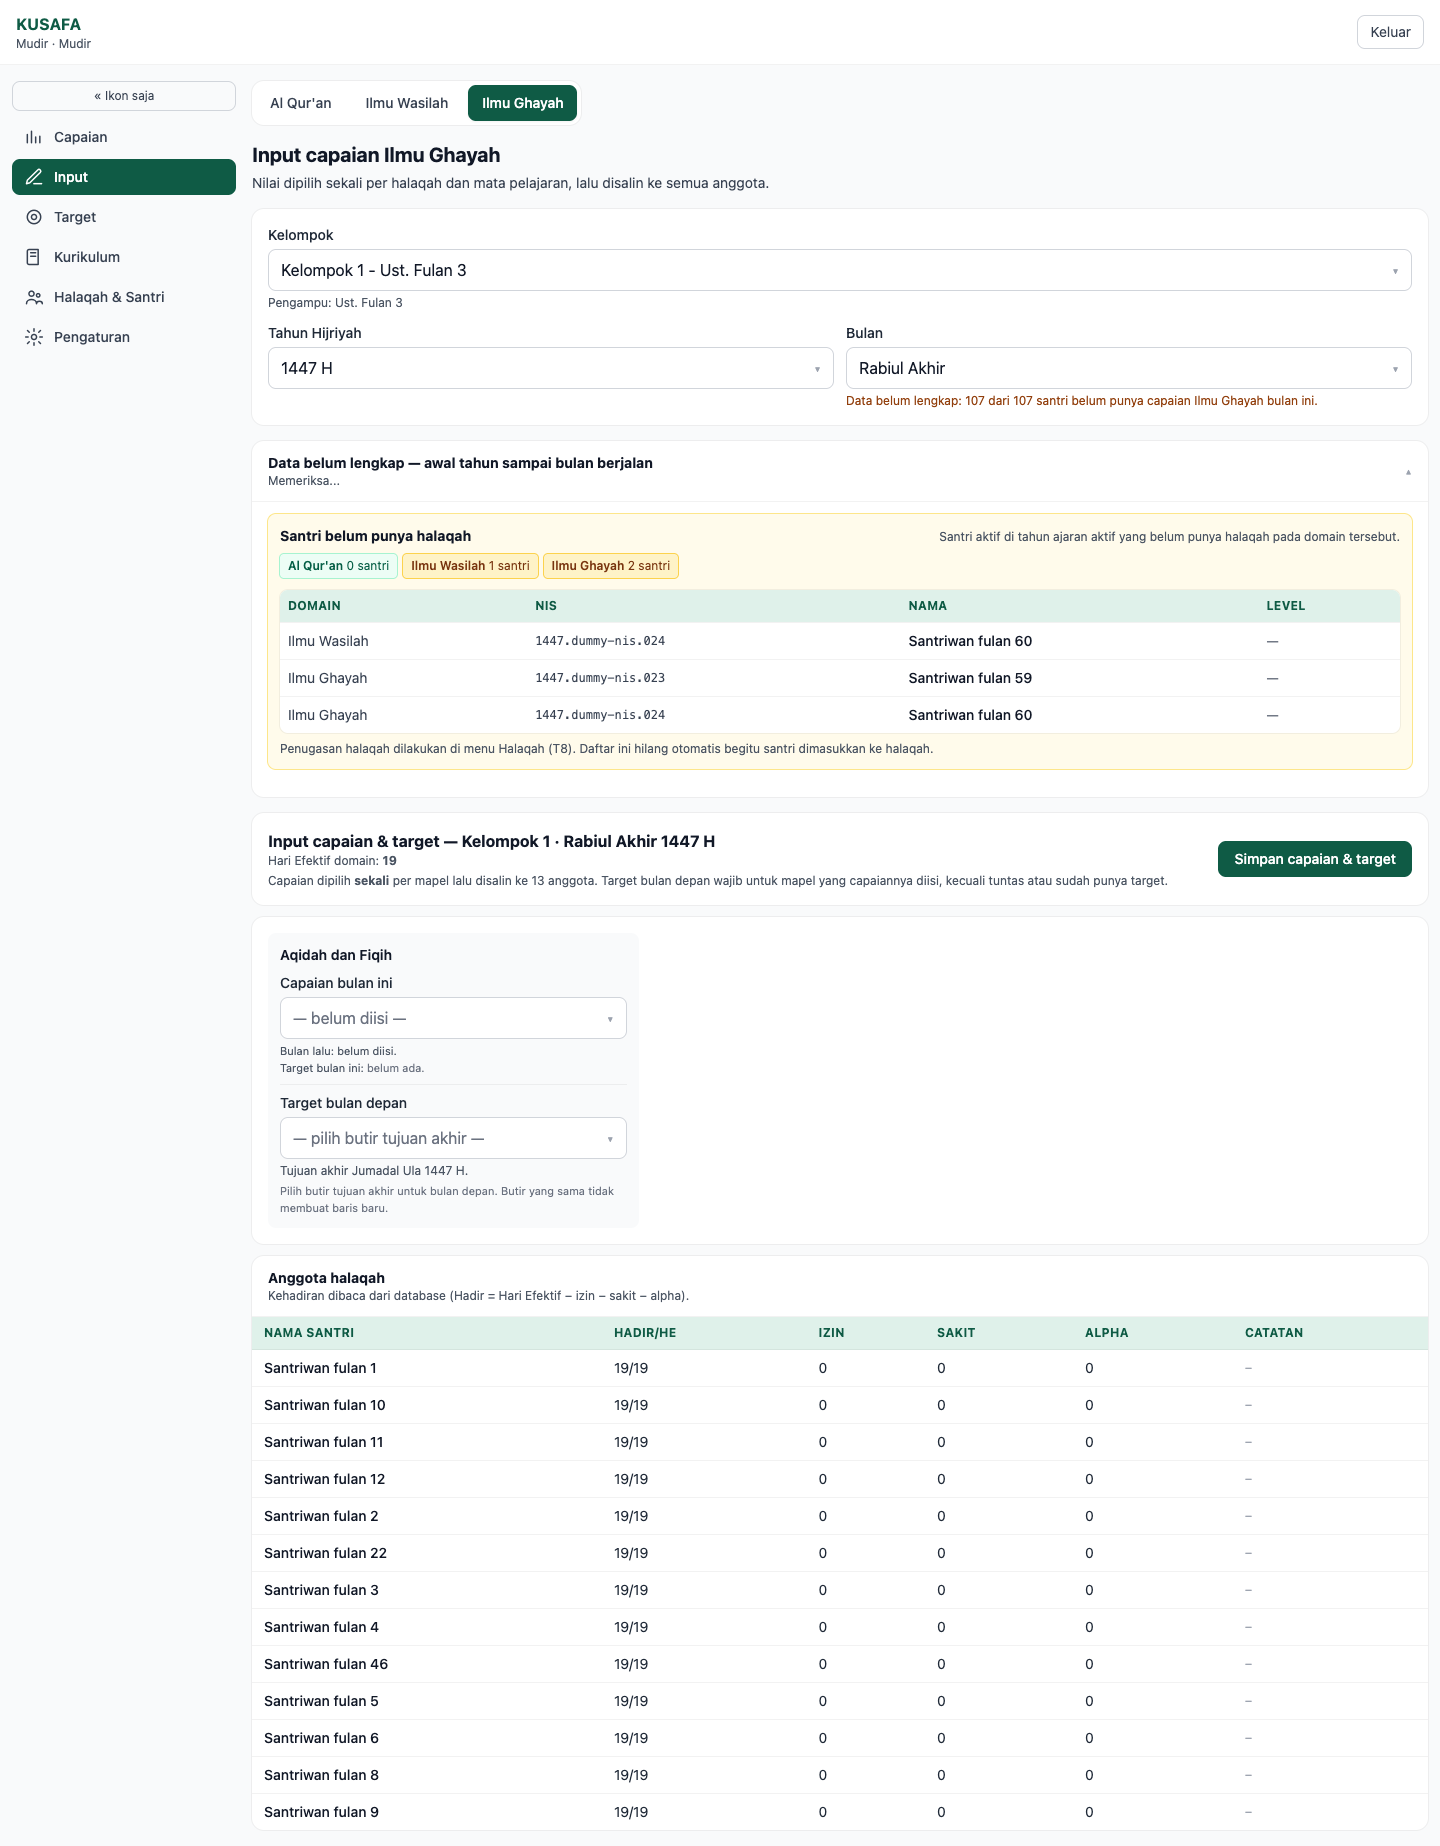 KUSAFA
Mudir · Mudir
Keluar
« Ikon saja
Capaian
Input
Target
Kurikulum
Halaqah & Santri
Pengaturan
Al Qur'an
Ilmu Wasilah
Ilmu Ghayah
Input capaian Ilmu Ghayah
Nilai dipilih sekali per halaqah dan mata pelajaran, lalu disalin ke semua anggota.
Kelompok
Kelompok 1 - Ust. Fulan 3
Pengampu: Ust. Fulan 3
Tahun Hijriyah
1447 H
Bulan
Rabiul Akhir
Data belum lengkap: 107 dari 107 santri belum punya capaian Ilmu Ghayah bulan ini.
Data belum lengkap — awal tahun sampai bulan berjalan
Memeriksa...
Santri belum punya halaqah
Santri aktif di tahun ajaran aktif yang belum punya halaqah pada domain tersebut.
Al Qur'an 0 santri
Ilmu Wasilah 1 santri
Ilmu Ghayah 2 santri
DOMAIN NIS NAMA LEVEL
Ilmu Wasilah 1447.dummy-nis.024 Santriwan fulan 60 —
Ilmu Ghayah 1447.dummy-nis.023 Santriwan fulan 59 —
Ilmu Ghayah 1447.dummy-nis.024 Santriwan fulan 60 —
Penugasan halaqah dilakukan di menu Halaqah (T8). Daftar ini hilang otomatis begitu santri dimasukkan ke halaqah.
Input capaian & target — Kelompok 1 · Rabiul Akhir 1447 H
Hari Efektif domain: 19
Capaian dipilih sekali per mapel lalu disalin ke 13 anggota. Target bulan depan wajib untuk mapel yang capaiannya diisi, kecuali tuntas atau sudah punya target.
Simpan capaian & target
Aqidah dan Fiqih
Capaian bulan ini
— belum diisi —
Bulan lalu: belum diisi.
Target bulan ini: belum ada.
Target bulan depan
— pilih butir tujuan akhir —
Tujuan akhir Jumadal Ula 1447 H.
Pilih butir tujuan akhir untuk bulan depan. Butir yang sama tidak
membuat baris baru.
Anggota halaqah
Kehadiran dibaca dari database (Hadir = Hari Efektif − izin − sakit − alpha).
NAMA SANTRI HADIR/HE IZIN SAKIT ALPHA CATATAN
Santriwan fulan 1 19/19 0 0 0 –
Santriwan fulan 10 19/19 0 0 0 –
Santriwan fulan 11 19/19 0 0 0 –
Santriwan fulan 12 19/19 0 0 0 –
Santriwan fulan 2 19/19 0 0 0 –
Santriwan fulan 22 19/19 0 0 0 –
Santriwan fulan 3 19/19 0 0 0 –
Santriwan fulan 4 19/19 0 0 0 –
Santriwan fulan 46 19/19 0 0 0 –
Santriwan fulan 5 19/19 0 0 0 –
Santriwan fulan 6 19/19 0 0 0 –
Santriwan fulan 8 19/19 0 0 0 –
Santriwan fulan 9 19/19 0 0 0 –